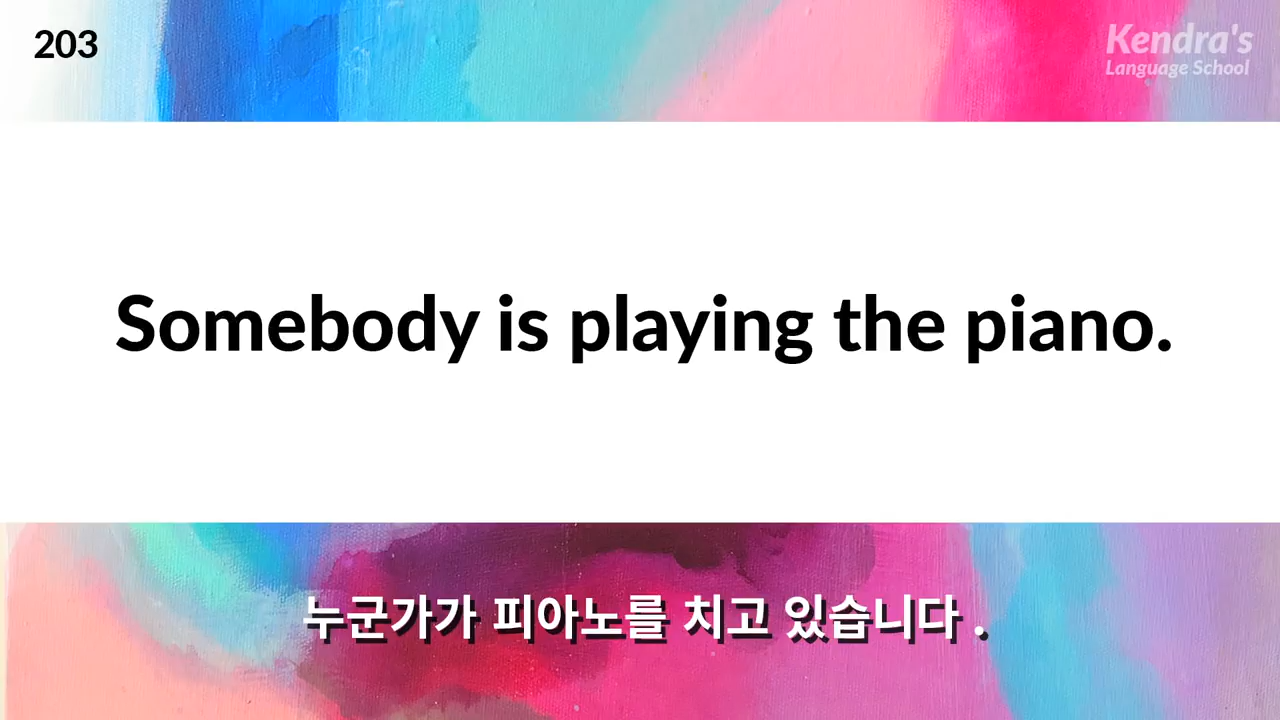 203
Kendra's
Language School
Somebody is playing the piano.
누군가가 피아노를 치고 있습니다 .